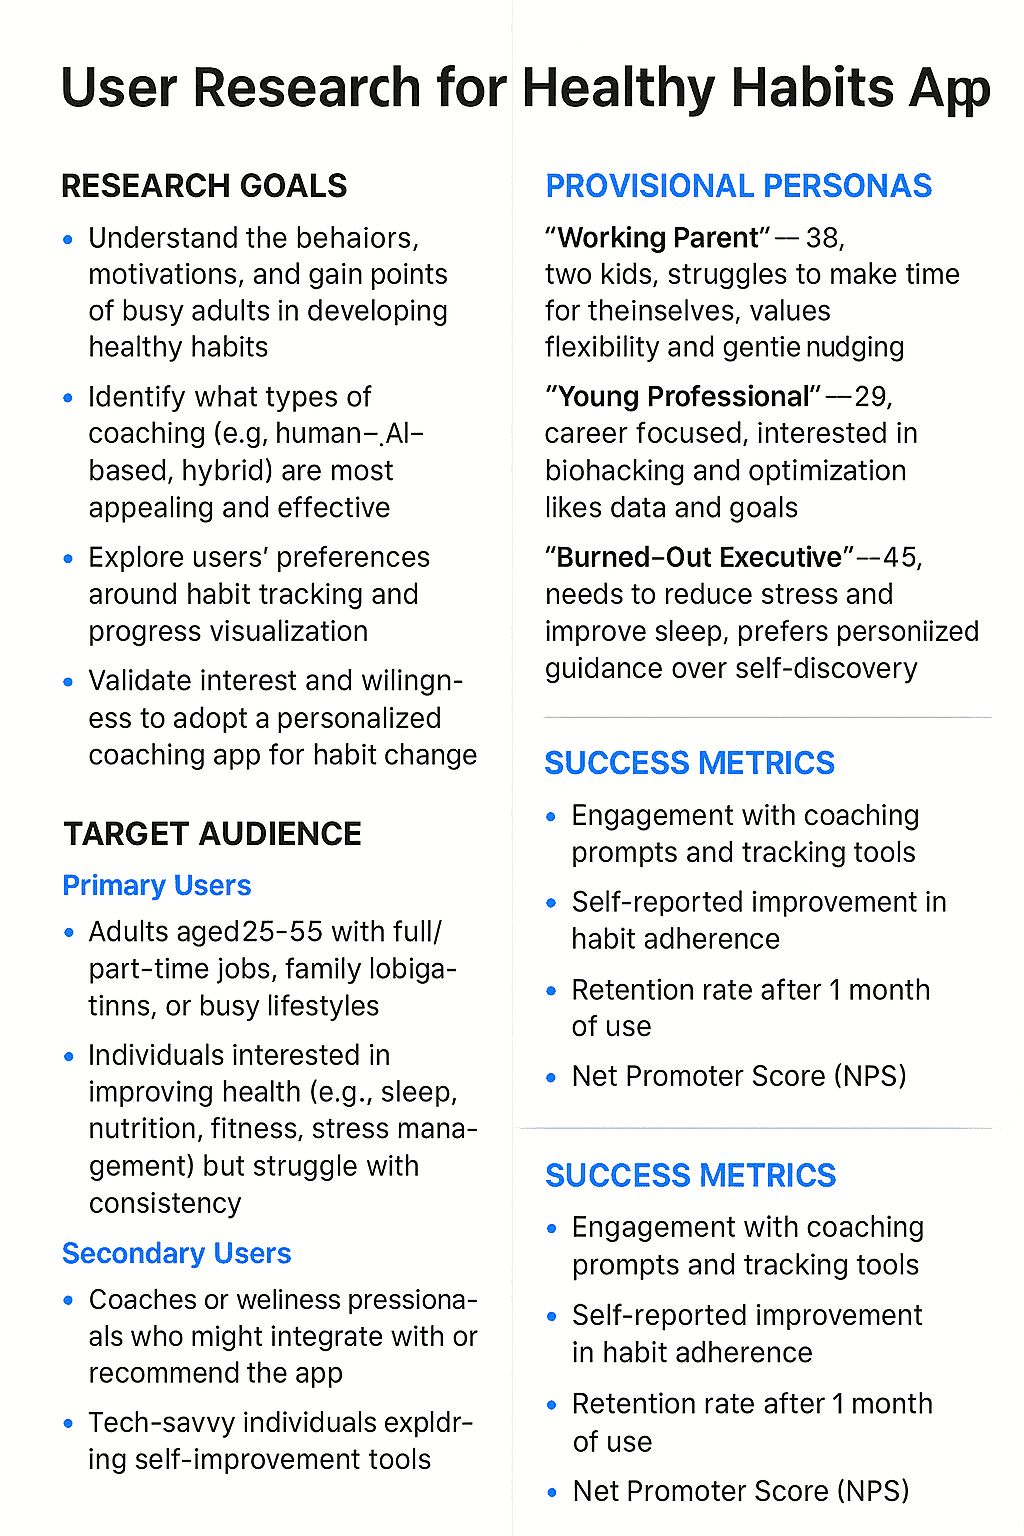 User Research for Healthy Habits App
RESEARCH GOALS
• Understand the behaiors,
motivations, and gain points
of busy adults in developing
healthy habits
• Identify what types of
coaching (e.g, human-.AI-
based, hybrid) are most
appealing and effective
• Explore users’ preferences
around habit tracking and
progress visualization
• Validate interest and wilingn-
ess to adopt a personalized
coaching app for habit change
TARGET AUDIENCE
Primary Users
• Adults aged25-55 with full/
part-time jobs, family lobiga-
tinns, or busy lifestyles
• Individuals interested in
improving health (e.g., sleep,
nutrition, fitness, stress mana-
gement) but struggle with
consistency
Secondary Users
• Coaches or weliness pressiona-
als who might integrate with or
recommend the app
• Tech-savvy individuals expldr-
ing self-improvement tools
PROVISIONAL PERSONAS
“Working Parent” — 38,
two kids, struggles to make time
for theinselves, values
flexibility and gentie nudging
“Young Professional” —29,
career focused, interested in
biohacking and optimization
likes data and goals
“Burned-Out Executive”—45,
needs to reduce stress and
improve sleep, prefers personiized
guidance over self-discovery
SUCCESS METRICS
• Engagement with coaching
prompts and tracking tools
• Self-reported improvement in
habit adherence
• Retention rate after 1 month
of use
• Net Promoter Score (NPS)
SUCCESS METRICS
• Engagement with coaching
prompts and tracking tools
• Self-reported improvement
in habit adherence
• Retention rate after 1 month
of use
• Net Promoter Score (NPS)